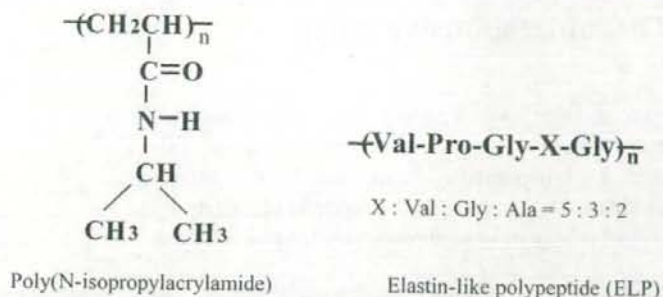 -(CH2CH)n-
C=O
N-H
CH
CH3 CH3
Poly(N-isopropylacrylamide)
-(Val-Pro-Gly-X-Gly)n-
X : Val : Gly : Ala = 5 : 3 : 2
Elastin-like polypeptide (ELP)